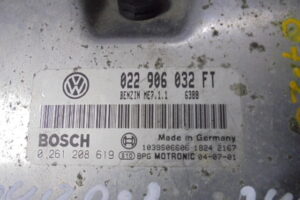 022 906 032 FT
BENZIN ME7.1.1 6388
BOSCH Made in Germany
1039S06606 1824 2167
0 261 208 619 BPG MOTRONIC 04-07-01